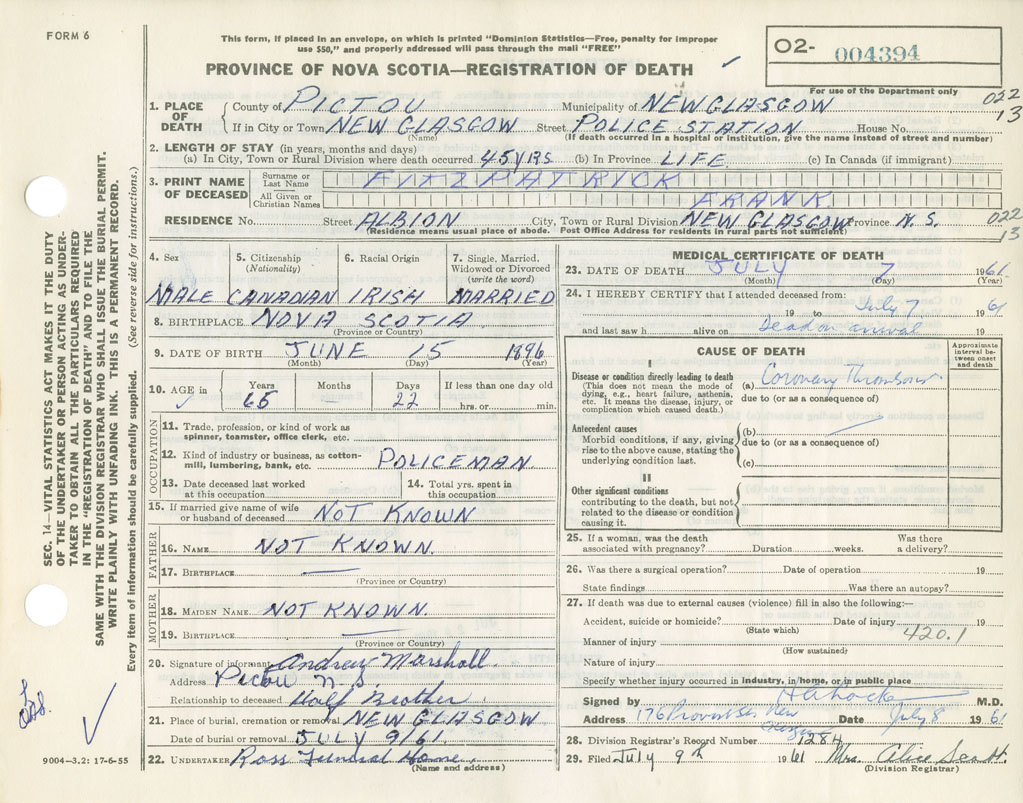 FORM 6
This form, if placed in an envelope, on which is printed "Dominion Statistics—Free, penalty for improper
use $50," and properly addressed will pass through the mail "FREE"
O2- 004394
PROVINCE OF NOVA SCOTIA—REGISTRATION OF DEATH
For use of the Department only
1. PLACE OF DEATH County of PICTOU Municipality of NEW GLASGOW 022
If in City or Town NEW GLASGOW Street POLICE STATION House No. 13
(Name) (If death occurred in a hospital or institution, give the name instead of street and number)
2. LENGTH OF STAY (in years, months and days)
(a) In City, Town or Rural Division where death occurred 45 YRS (b) In Province LIFE (c) In Canada (if immigrant)
3. PRINT NAME OF DECEASED Surname or Last Name FITZPATRICK
All Given or Christian Names FRANK
RESIDENCE No. Street ALBION City, Town or Rural Division NEW GLASGOW Province N.S. 022
(Residence means usual place of abode. Post Office Address for residents in rural parts not sufficient) 13
4. Sex 5. Citizenship (Nationality) 6. Racial Origin 7. Single, Married, Widowed or Divorced (write the word)
MALE CANADIAN IRISH MARRIED
8. BIRTHPLACE NOVA SCOTIA
(Province or Country)
9. DATE OF BIRTH JUNE 15 1896
(Month) (Day) (Year)
10. AGE in Years Months Days If less than one day old
65 — 22 hrs. or min.
OCCUPATION
11. Trade, profession, or kind of work as
spinner, teamster, office clerk, etc.
12. Kind of industry or business, as cotton-
mill, lumbering, bank, etc. POLICEMAN
13. Date deceased last worked at this occupation 14. Total yrs. spent in this occupation
15. If married give name of wife
or husband of deceased NOT KNOWN
FATHER
16. NAME NOT KNOWN.
17. BIRTHPLACE —
(Province or Country)
MOTHER
18. MAIDEN NAME NOT KNOWN.
19. BIRTHPLACE —
(Province or Country)
20. Signature of informant Andrew Marshall.
Address Pictou N.S.
Relationship to deceased Half Brother
21. Place of burial, cremation or removal NEW GLASGOW
Date of burial or removal JULY 9/61
22. UNDERTAKER Ross Funeral Home.
(Name and address)
MEDICAL CERTIFICATE OF DEATH
23. DATE OF DEATH JULY 7 1961
(Month) (Day) (Year)
24. I HEREBY CERTIFY that I attended deceased from:
19 to July 7 1961
and last saw h alive on Dead on arrival 19
CAUSE OF DEATH
Approximate interval between onset and death
I
Disease or condition directly leading to death
(This does not mean the mode of
dying, e.g., heart failure, asthenia,
etc. It means the disease, injury, or
complication which caused death.)
(a) Coronary Thrombosis
due to (or as a consequence of)
Antecedent causes
Morbid conditions, if any, giving
rise to the above cause, stating the
underlying condition last.
(b)
due to (or as a consequence of)
(c)
II
Other significant conditions
contributing to the death, but not
related to the disease or condition
causing it.
25. If a woman, was the death associated with pregnancy? Duration weeks. Was there a delivery?
26. Was there a surgical operation? Date of operation 19
State findings Was there an autopsy?
27. If death was due to external causes (violence) fill in also the following:—
Accident, suicide or homicide? Date of injury 19
(State which) 420.1
Manner of injury
(How sustained)
Nature of injury
Specify whether injury occurred in industry, in home, or in public place
Signed by M.D.
Address 176 Provost St. New Glasgow Date July 8 1961
28. Division Registrar's Record Number 1284
29. Filed July 9th 1961 Mrs. Alice Scott.
(Division Registrar)
SEC. 14—VITAL STATISTICS ACT MAKES IT THE DUTY
OF THE UNDERTAKER OR PERSON ACTING AS UNDER-
TAKER TO OBTAIN ALL THE PARTICULARS REQUIRED
IN THE "REGISTRATION OF DEATH" AND TO FILE THE
SAME WITH THE DIVISION REGISTRAR WHO SHALL ISSUE THE BURIAL PERMIT.
WRITE PLAINLY WITH UNFADING INK. THIS IS A PERMANENT RECORD.
Every item of information should be carefully supplied. (See reverse side for instructions.)
9004-3.2: 17-6-55